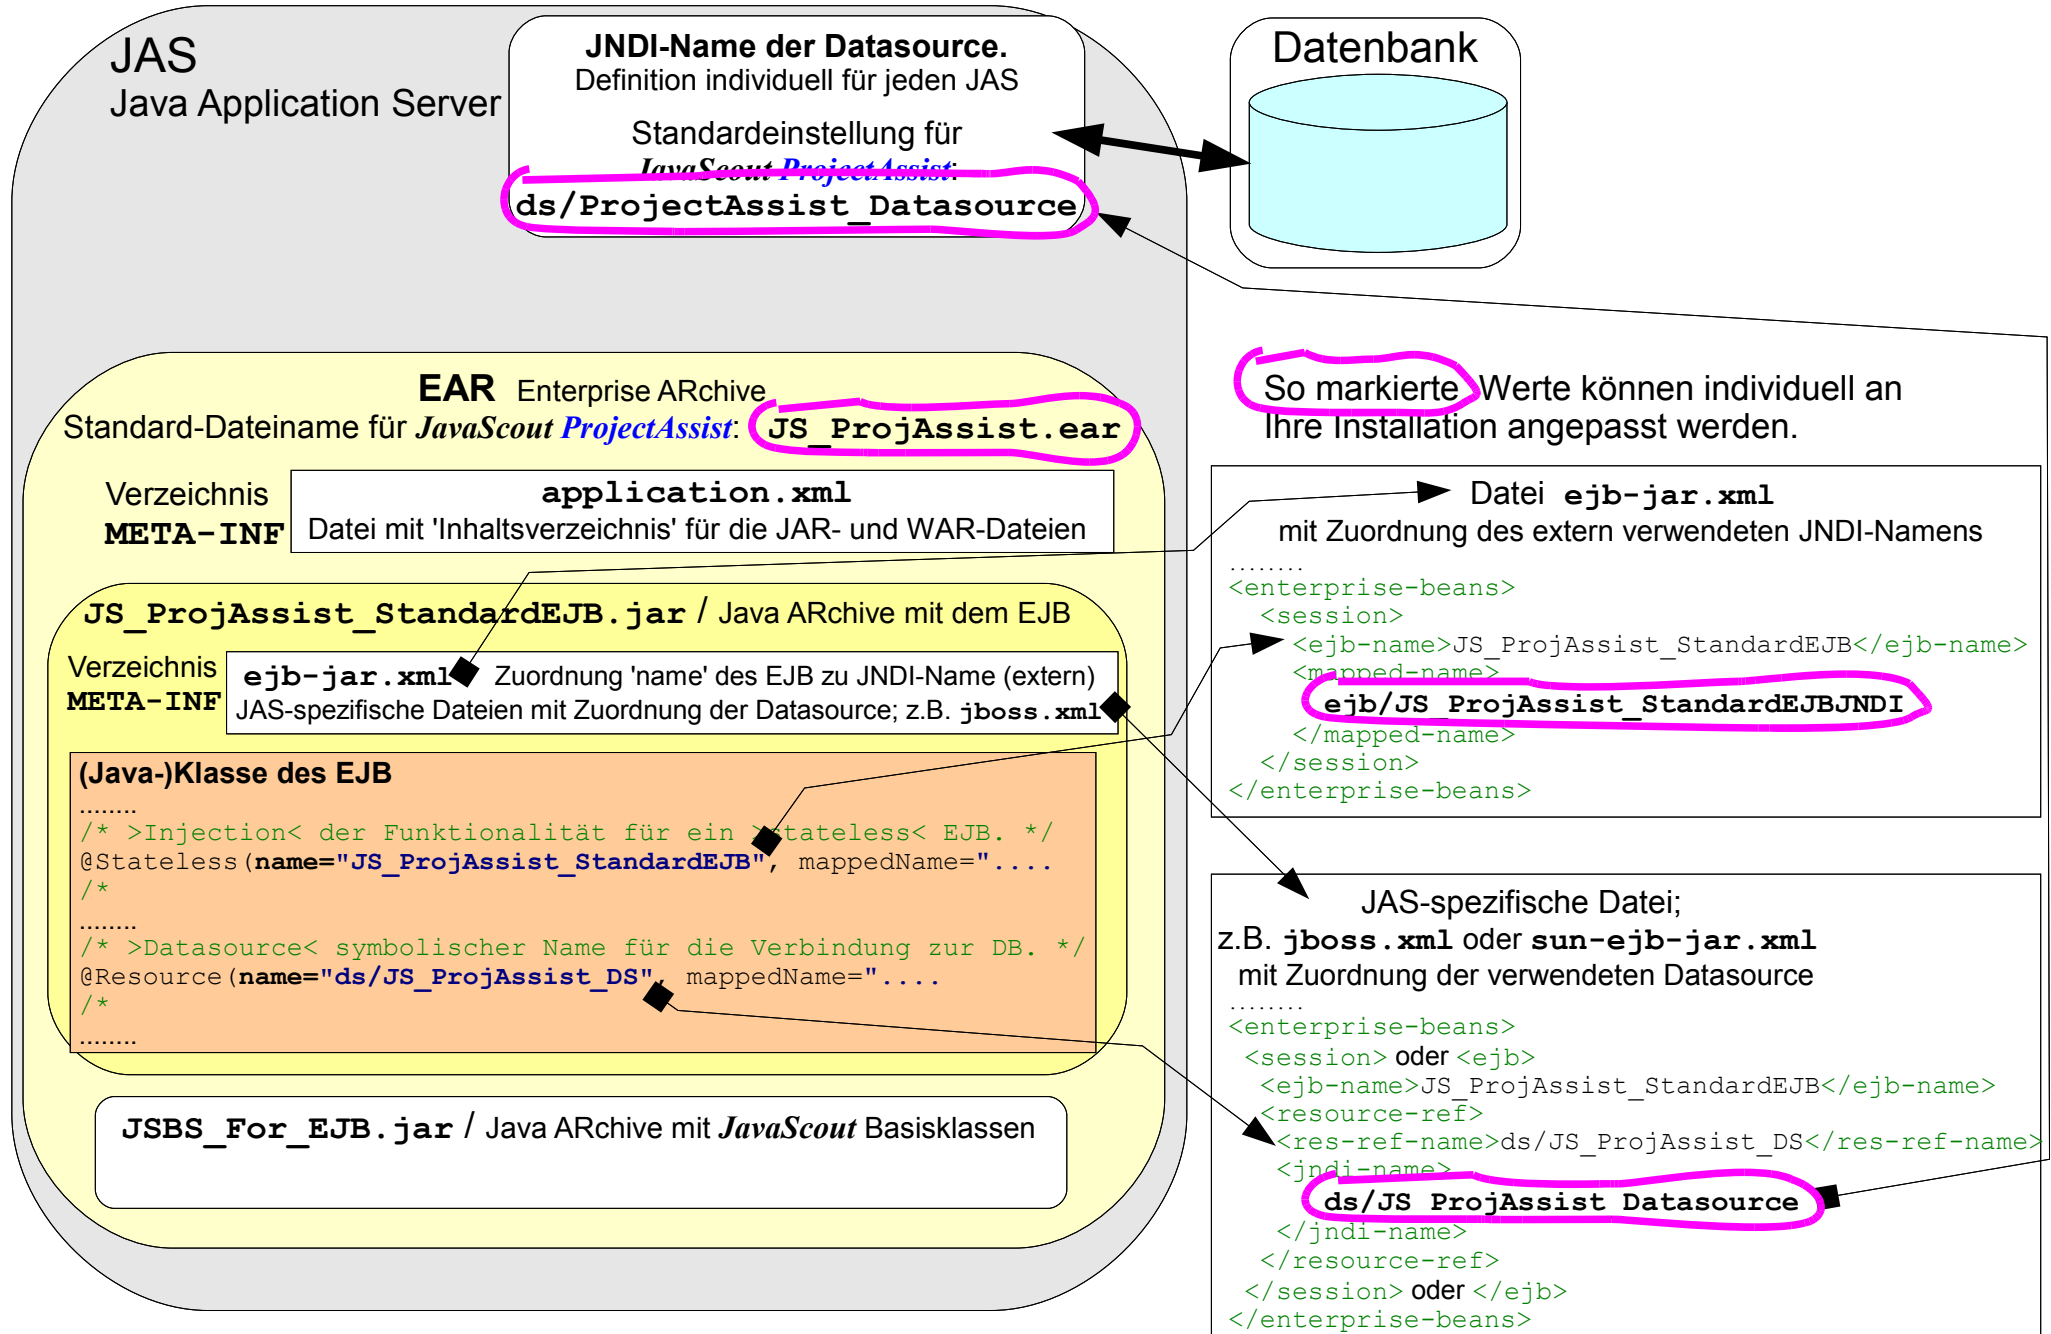 JAS
Java Application Server
JNDI-Name der Datasource.
Definition individuell für jeden JAS
Standardeinstellung für
JavaScout ProjectAssist:
ds/ProjectAssist_Datasource
Datenbank
EAR Enterprise ARchive
Standard-Dateiname für JavaScout ProjectAssist: JS_ProjAssist.ear
So markierte Werte können individuell an
Ihre Installation angepasst werden.
Verzeichnis
META-INF
application.xml
Datei mit 'Inhaltsverzeichnis' für die JAR- und WAR-Dateien
JS_ProjAssist_StandardEJB.jar / Java ARchive mit dem EJB
Verzeichnis
META-INF
ejb-jar.xml Zuordnung 'name' des EJB zu JNDI-Name (extern)
JAS-spezifische Dateien mit Zuordnung der Datasource; z.B. jboss.xml
(Java-)Klasse des EJB
........
/* >Injection< der Funktionalität für ein >stateless< EJB. */
@Stateless(name="JS_ProjAssist_StandardEJB", mappedName="....
/*
........
/* >Datasource< symbolischer Name für die Verbindung zur DB. */
@Resource(name="ds/JS_ProjAssist_DS", mappedName="....
/*
........
JSBS_For_EJB.jar / Java ARchive mit JavaScout Basisklassen
Datei ejb-jar.xml
mit Zuordnung des extern verwendeten JNDI-Namens
........
<enterprise-beans>
<session>
<ejb-name>JS_ProjAssist_StandardEJB</ejb-name>
<mapped-name>
ejb/JS_ProjAssist_StandardEJBJNDI
</mapped-name>
</session>
</enterprise-beans>
JAS-spezifische Datei;
z.B. jboss.xml oder sun-ejb-jar.xml
mit Zuordnung der verwendeten Datasource
........
<enterprise-beans>
<session> oder <ejb>
<ejb-name>JS_ProjAssist_StandardEJB</ejb-name>
<resource-ref>
<res-ref-name>ds/JS_ProjAssist_DS</res-ref-name>
<jndi-name>
ds/JS_ProjAssist_Datasource
</jndi-name>
</resource-ref>
</session> oder </ejb>
</enterprise-beans>